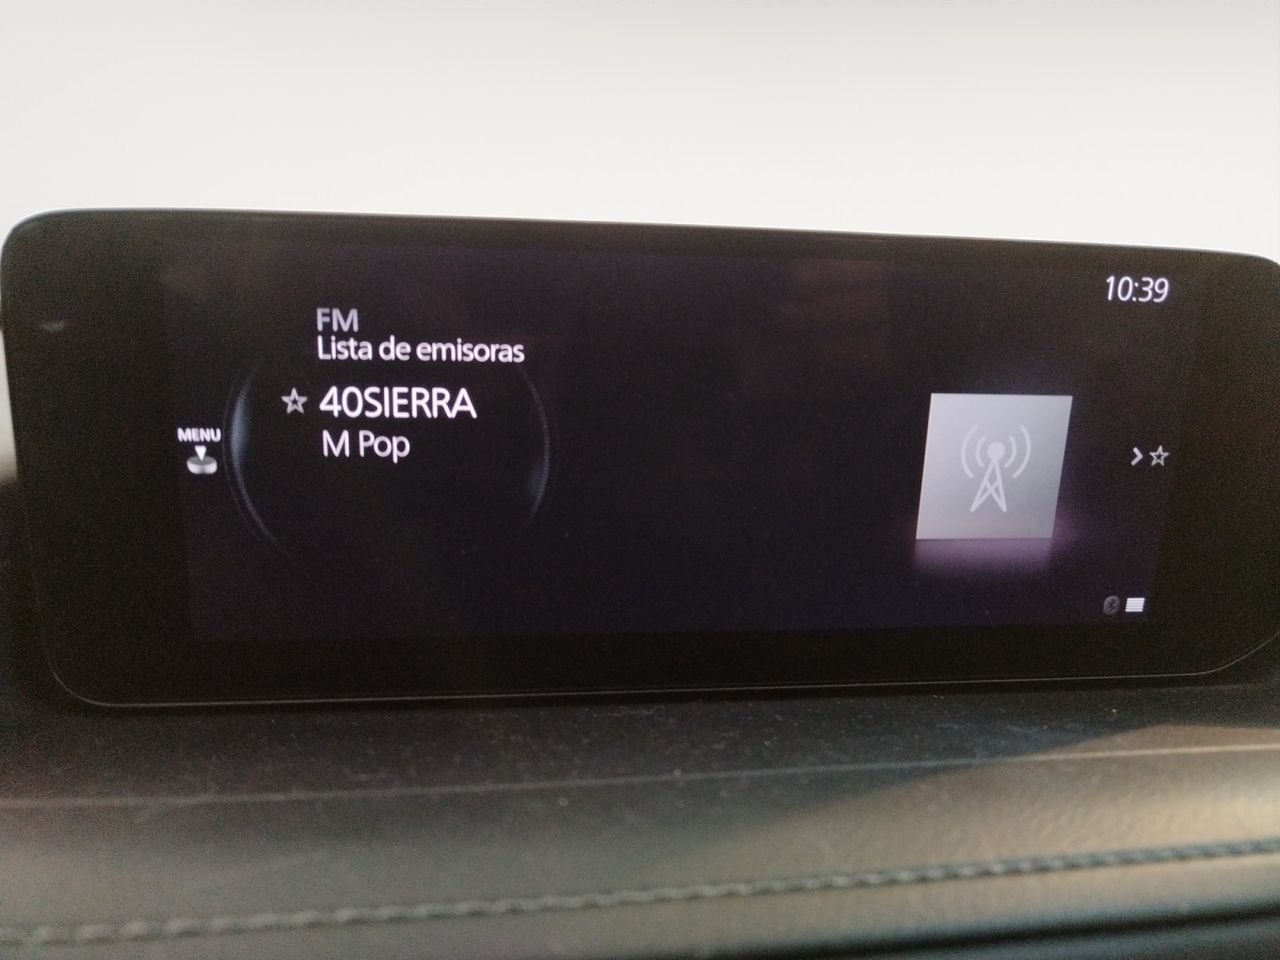 10:39
FM
Lista de emisoras
40SIERRA
M Pop
MENU